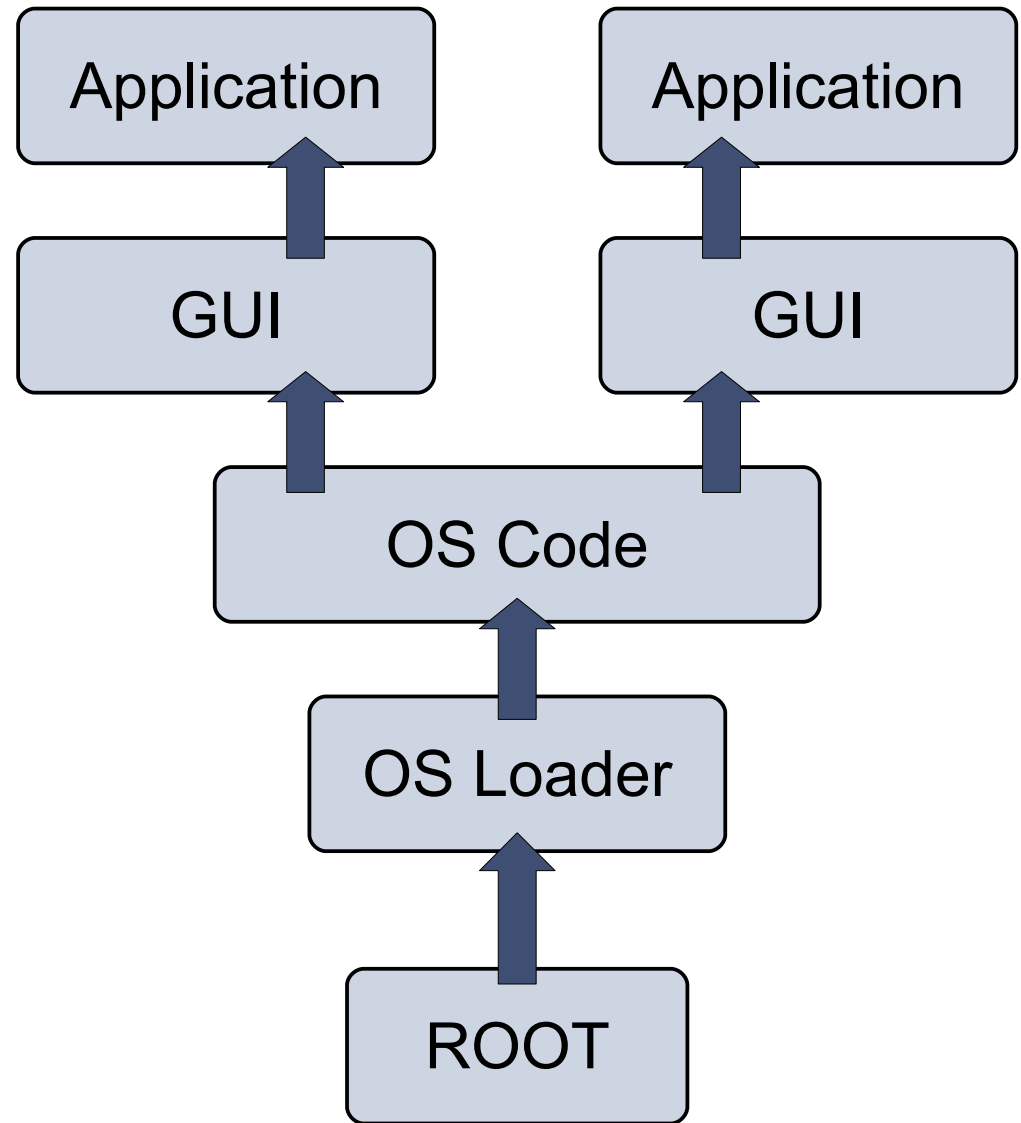 Application
Application
GUI
GUI
OS Code
OS Loader
ROOT